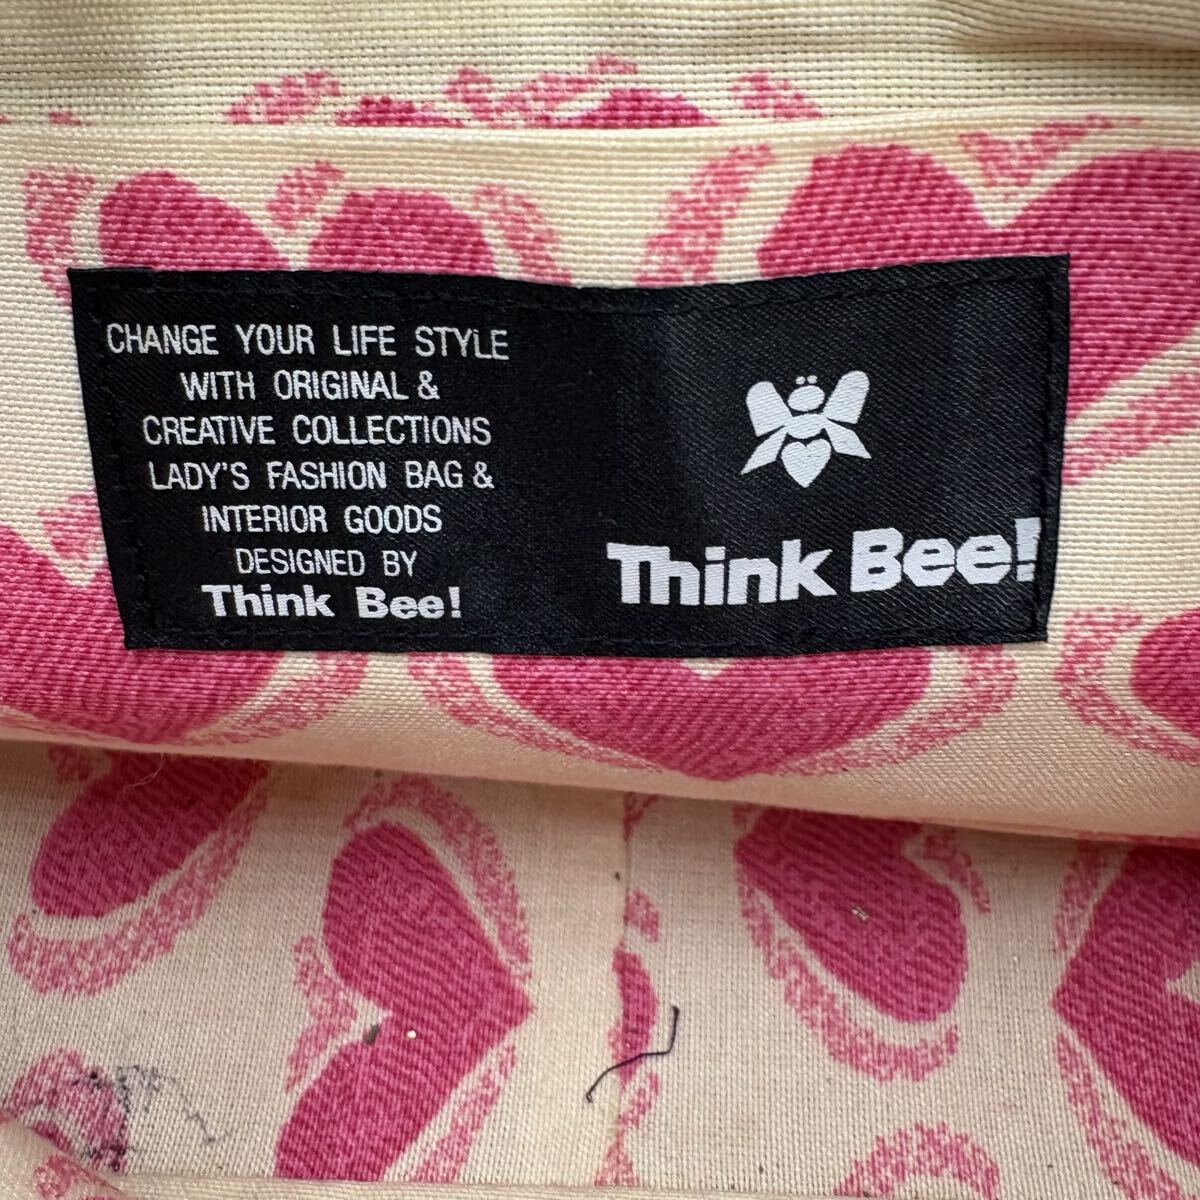 CHANGE YOUR LIFE STYLE
WITH ORIGINAL &
CREATIVE COLLECTIONS
LADY'S FASHION BAG &
INTERIOR GOODS
DESIGNED BY
Think Bee!
Think Bee!